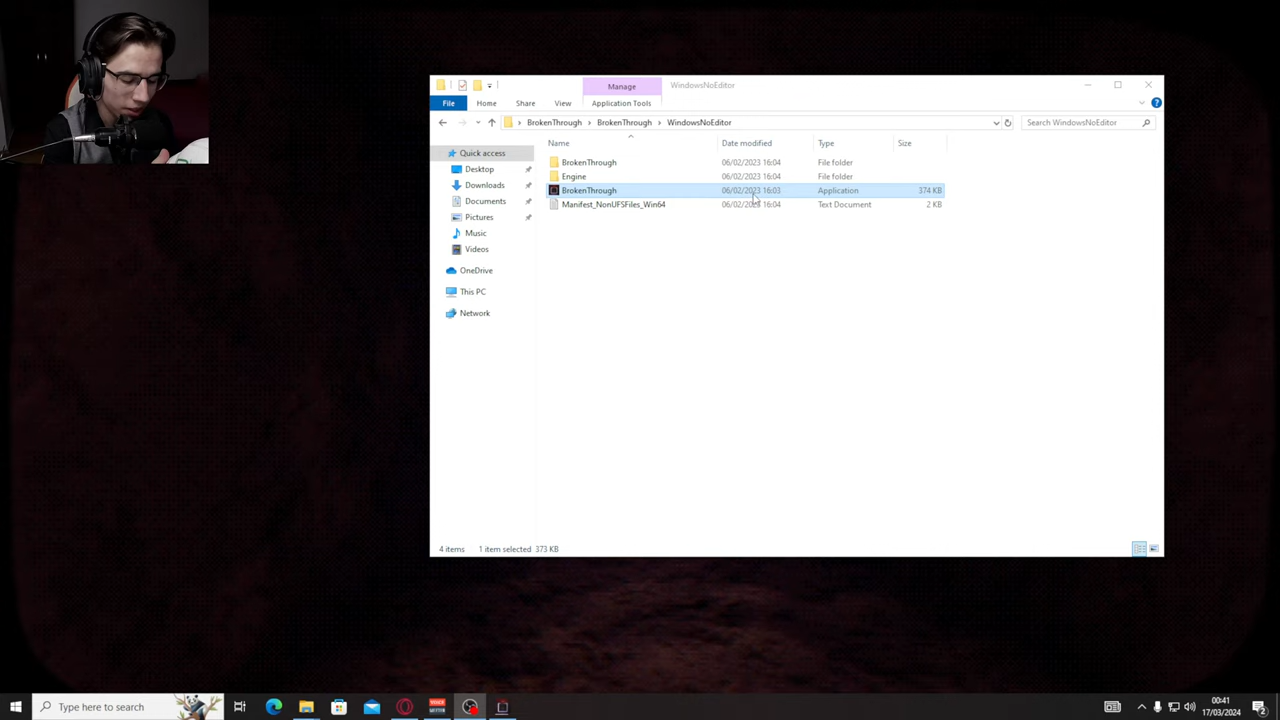 Manage
WindowsNoEditor
File
Home
Share
View
Application Tools
BrokenThrough
BrokenThrough
WindowsNoEditor
Search WindowsNoEditor
Name
Date modified
Type
Size
Quick access
Desktop
Downloads
Documents
Pictures
Music
Videos
OneDrive
This PC
Network
BrokenThrough 06/02/2023 16:04 File folder
Engine 06/02/2023 16:04 File folder
BrokenThrough 06/02/2023 16:03 Application 374 KB
Manifest_NonUFSFiles_Win64 06/02/2023 16:04 Text Document 2 KB
4 items 1 item selected 373 KB
Type here to search
00:41
17/03/2024
2